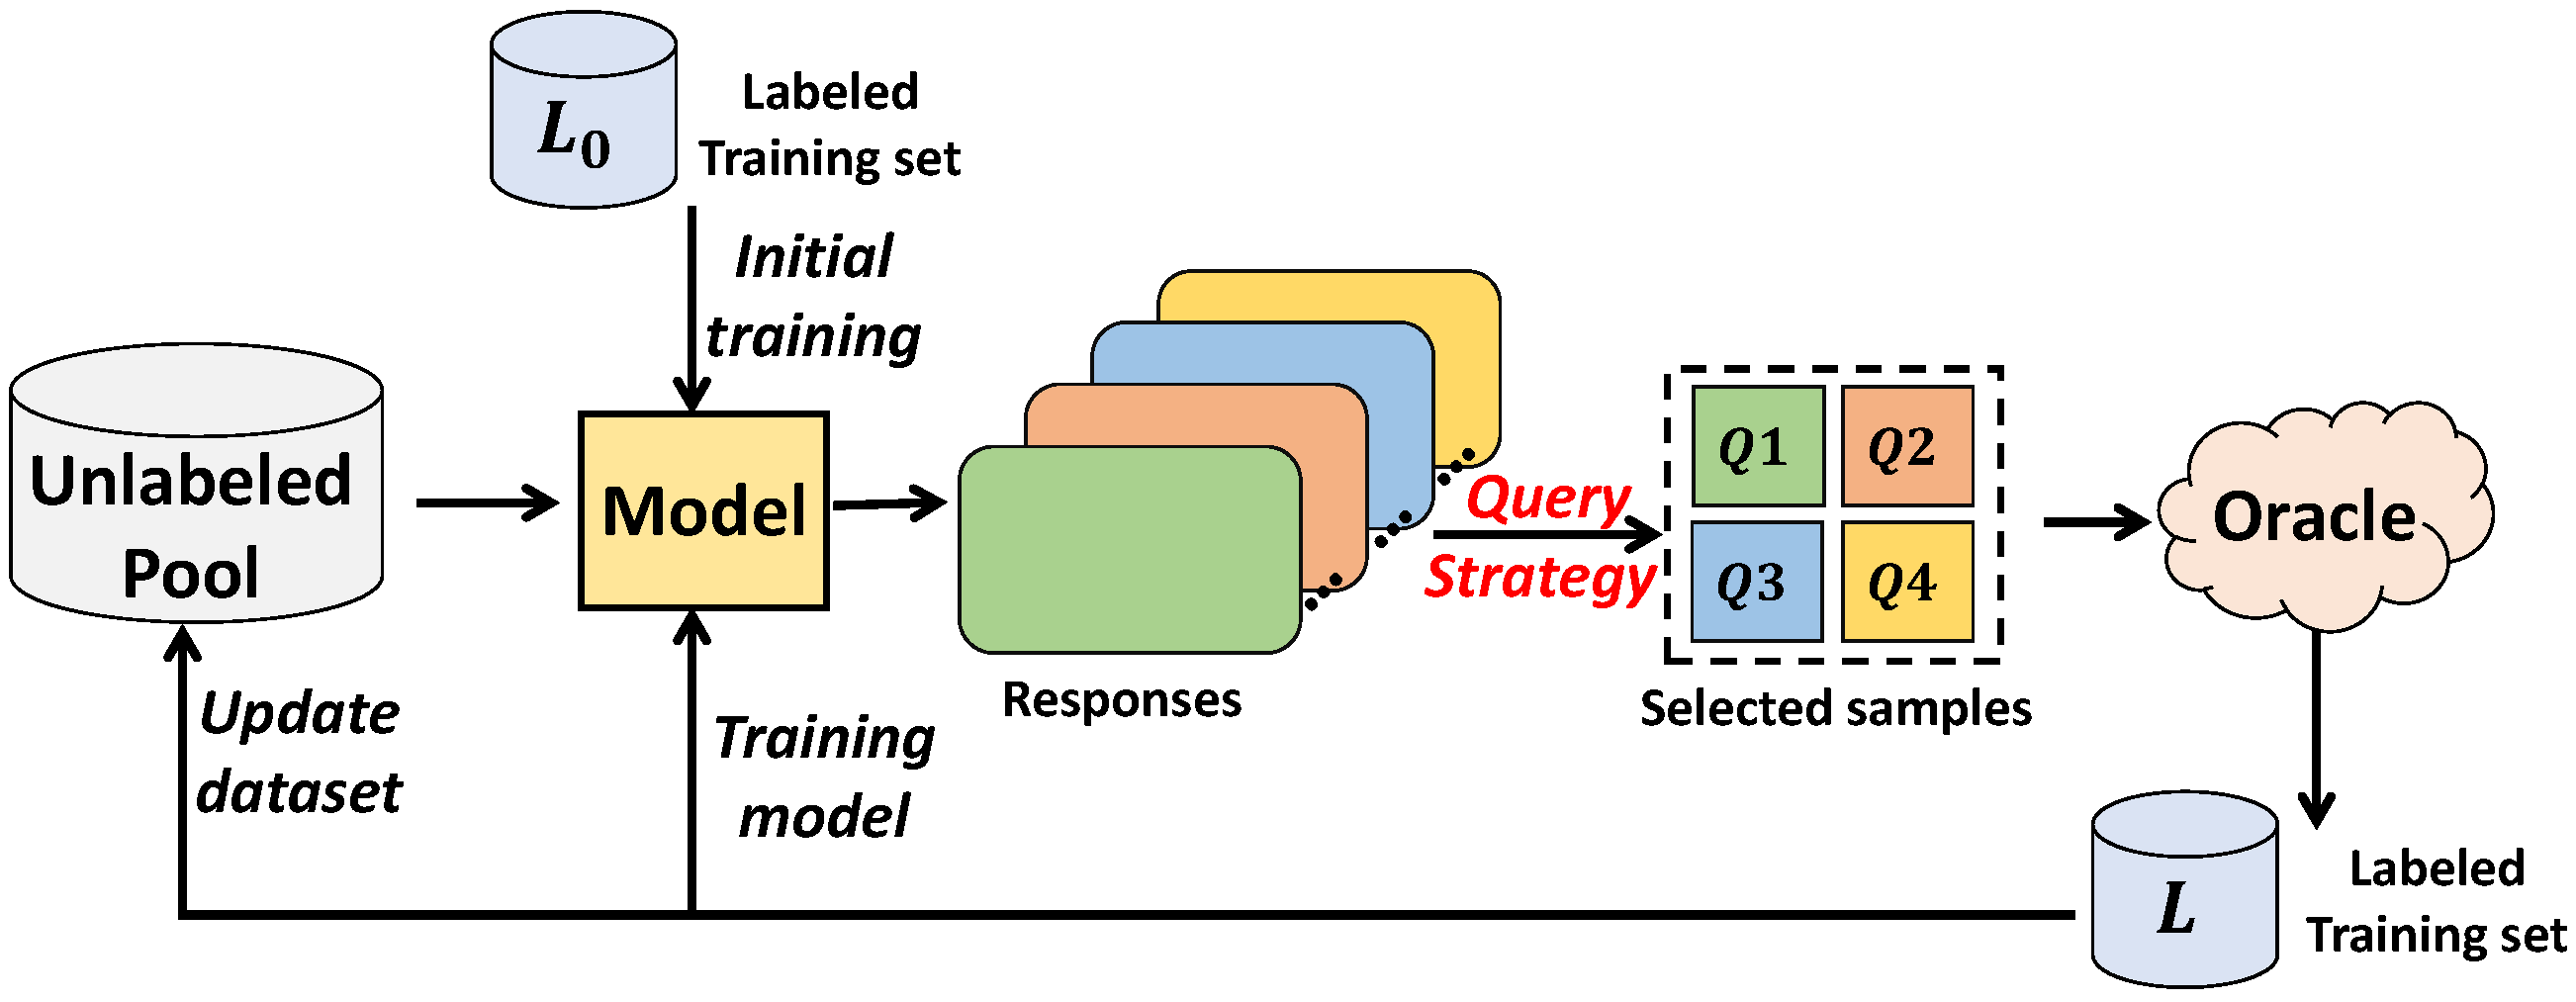 L₀
Labeled
Training set
Initial
training
Unlabeled
Pool
Model
Responses
Query
Strategy
Q1
Q2
Q3
Q4
Selected samples
Oracle
Update
dataset
Training
model
L
Labeled
Training set